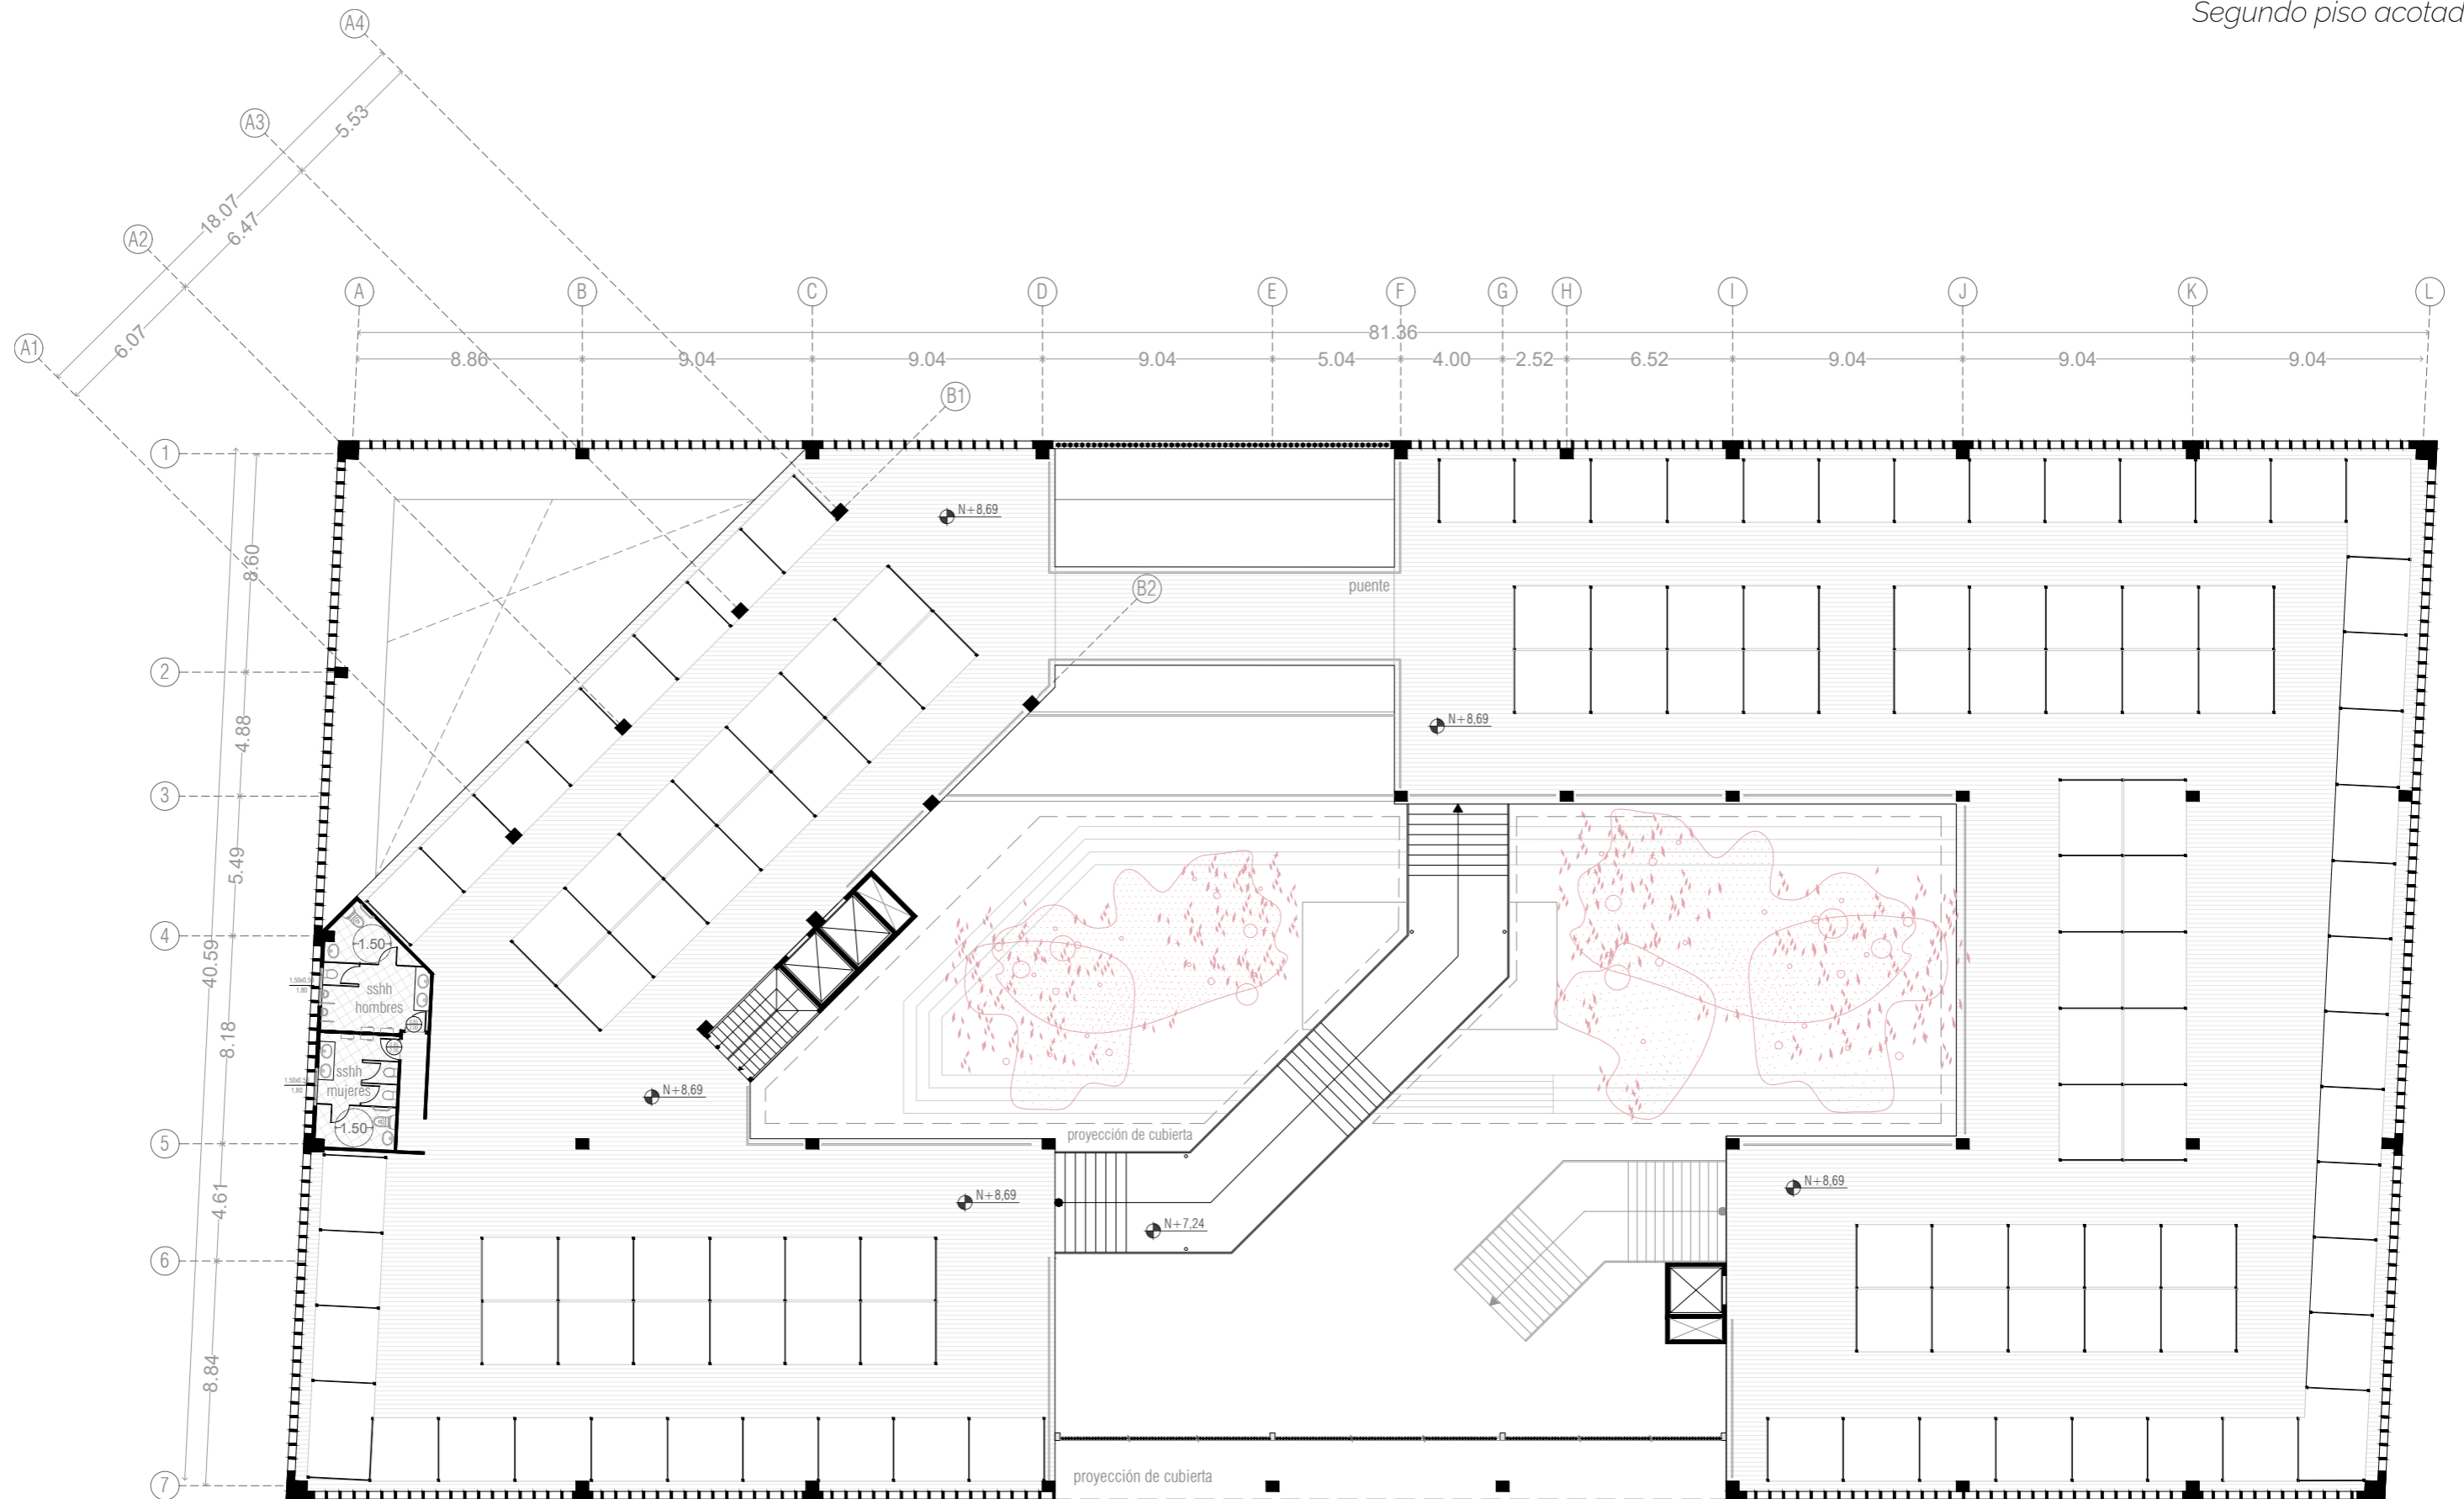 Segundo piso acotad
A4
A3
A2
A1
5.53
18.07
6.47
6.07
A
B
C
D
E
F
G
H
I
J
K
L
81.36
8.86
9.04
9.04
9.04
5.04
4.00
2.52
6.52
9.04
9.04
9.04
B1
B2
1
2
3
4
5
6
7
8.60
4.88
5.49
40.59
8.18
4.61
8.84
N+8,69
puente
N+8,69
1.50
sshh
hombres
sshh
mujeres
1.50
N+8,69
proyección de cubierta
N+8,69
N+7,24
N+8,69
proyección de cubierta